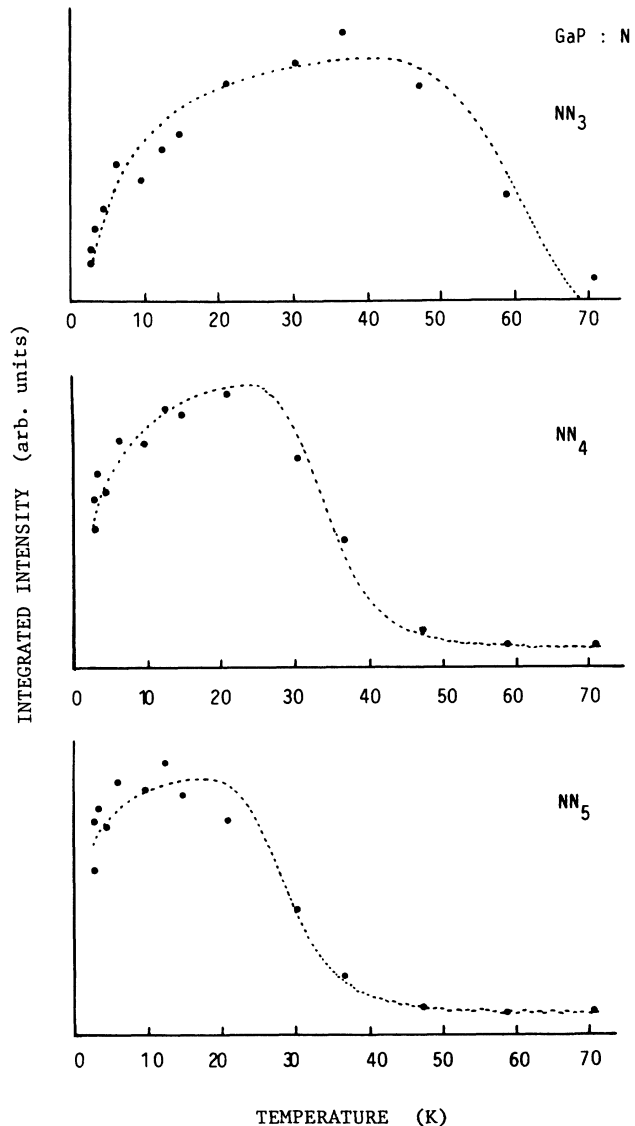 GaP : N
NN3
0 10 20 30 40 50 60 70
NN4
0 10 20 30 40 50 60 70
NN5
0 10 20 30 40 50 60 70
INTEGRATED INTENSITY (arb. units)
TEMPERATURE (K)